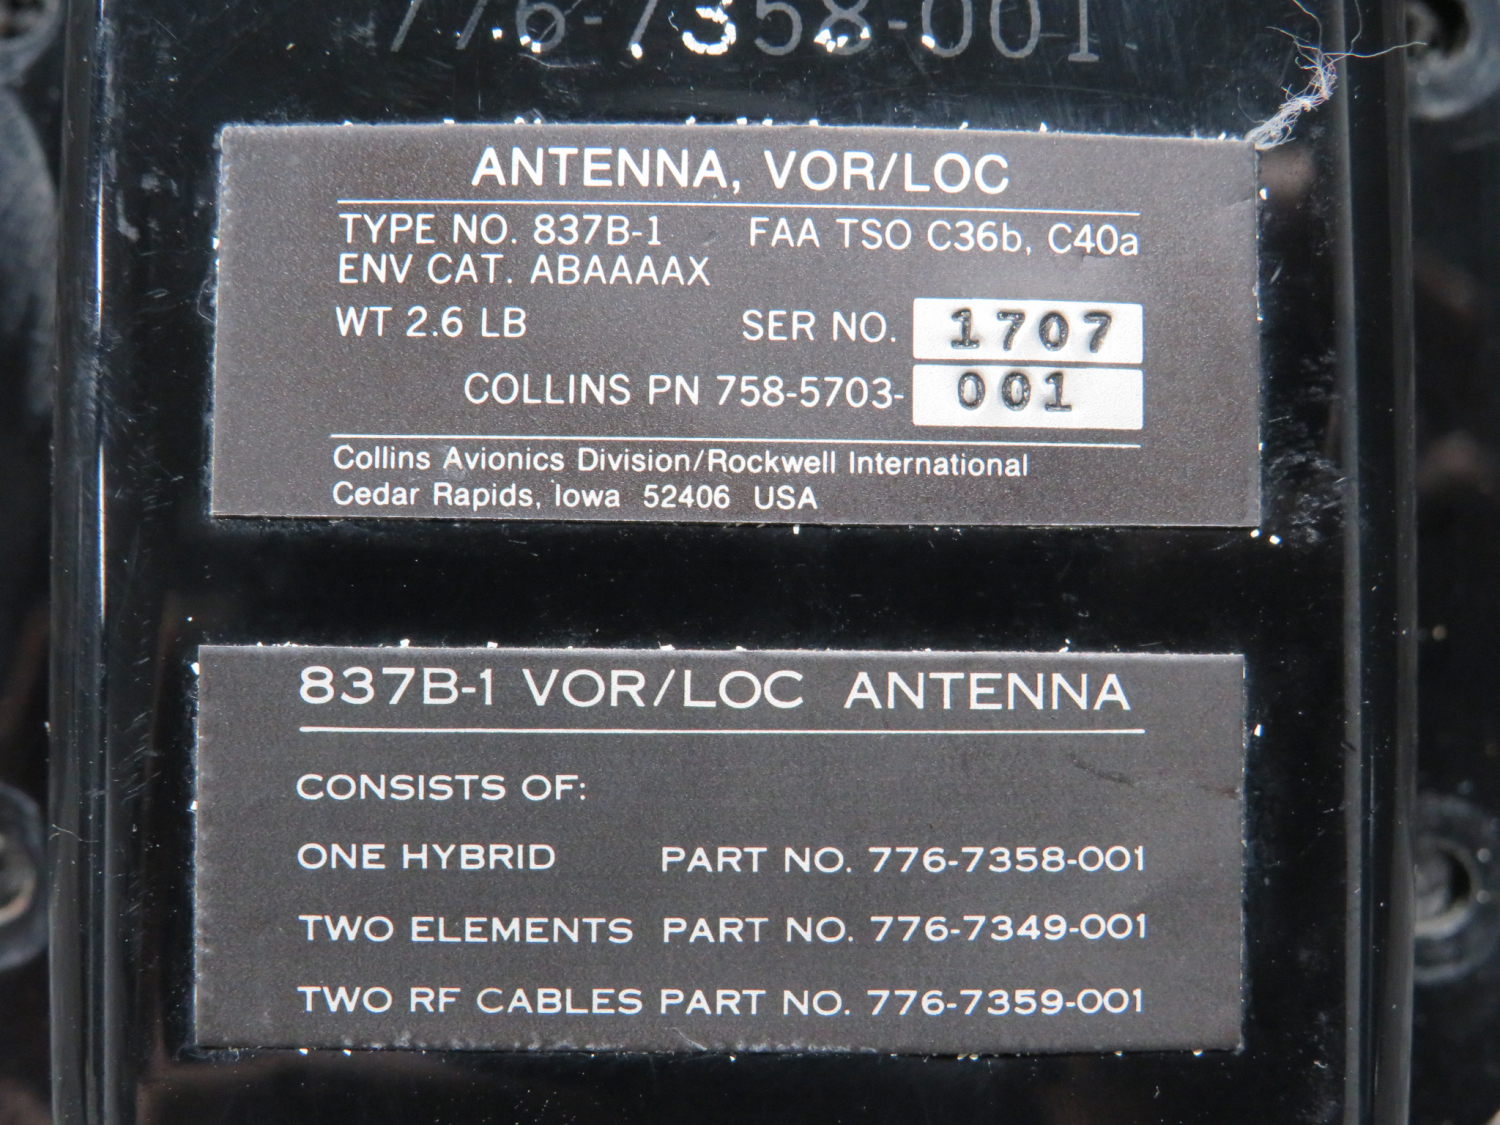 776-7358-001
ANTENNA, VOR/LOC
TYPE NO. 837B-1 FAA TSO C36b, C40a
ENV CAT. ABAAAAX
WT 2.6 LB SER NO. 1707
COLLINS PN 758-5703- 001
Collins Avionics Division/Rockwell International
Cedar Rapids, Iowa 52406 USA
837B-1 VOR/LOC ANTENNA
CONSISTS OF:
ONE HYBRID PART NO. 776-7358-001
TWO ELEMENTS PART NO. 776-7349-001
TWO RF CABLES PART NO. 776-7359-001